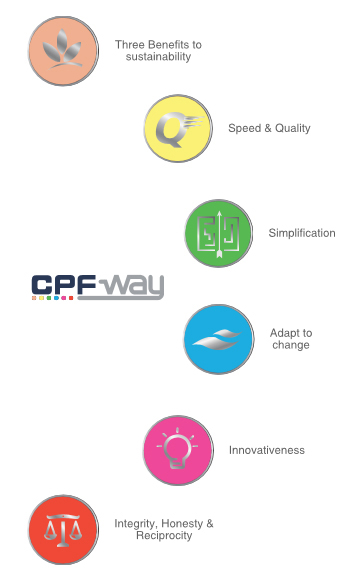 Three Benefits to
sustainability
Q
Speed & Quality
Simplification
CPF way
Adapt to
change
Innovativeness
Integrity, Honesty &
Reciprocity